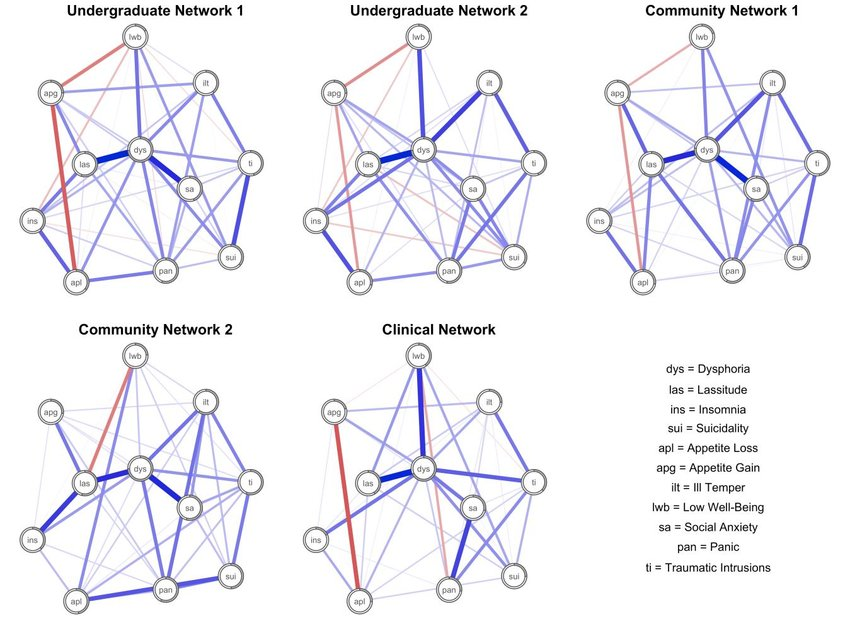 Undergraduate Network 1
Undergraduate Network 2
Community Network 1
lwb
apg
ilt
las
dys
ti
sa
ins
sui
pan
apl
lwb
apg
ilt
las
dys
ti
sa
ins
sui
pan
apl
lwb
apg
ilt
las
dys
ti
sa
ins
sui
pan
apl
Community Network 2
Clinical Network
lwb
apg
ilt
las
dys
ti
sa
ins
sui
pan
apl
lwb
apg
ilt
las
dys
ti
sa
ins
sui
pan
apl
dys = Dysphoria
las = Lassitude
ins = Insomnia
sui = Suicidality
apl = Appetite Loss
apg = Appetite Gain
ilt = Ill Temper
lwb = Low Well-Being
sa = Social Anxiety
pan = Panic
ti = Traumatic Intrusions